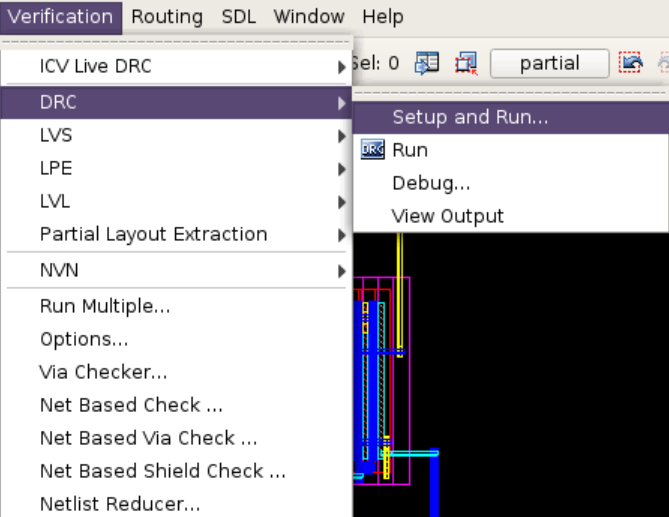 Verification Routing SDL Window Help
ICV Live DRC
Sel: 0 partial
DRC
Setup and Run...
LVS
DRC Run
LPE
Debug...
LVL
View Output
Partial Layout Extraction
NVN
Run Multiple...
Options...
Via Checker...
Net Based Check ...
Net Based Via Check ...
Net Based Shield Check ...
Netlist Reducer...